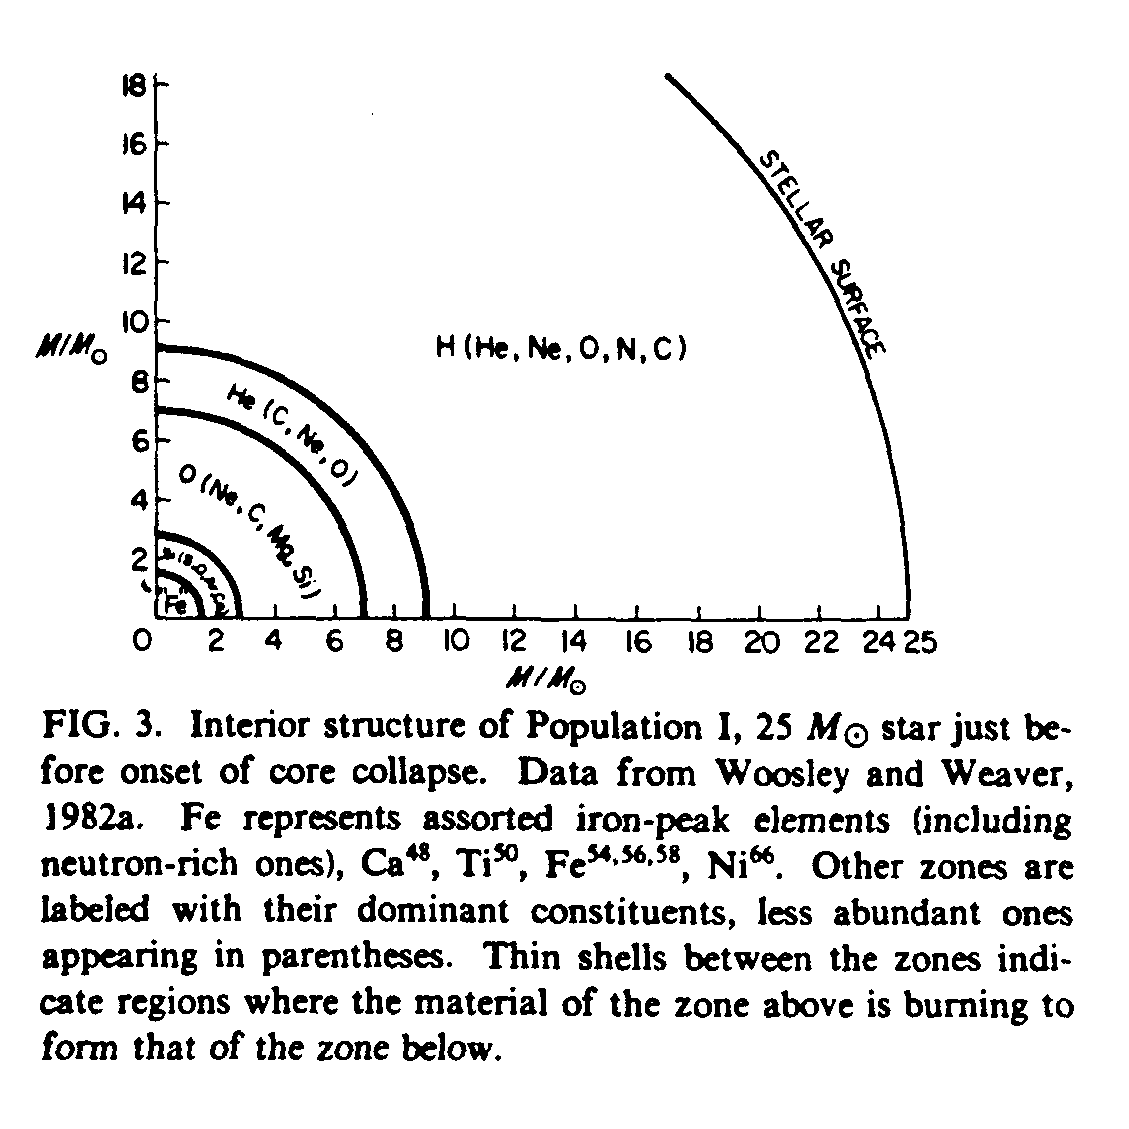 18
16
14
12
10
8
6
4
2
M/M⊙
STELLAR SURFACE
H (He, Ne, O, N, C)
He (C, Ne, O)
O (Ne, C, Mg, Si)
"Fe"
0 2 4 6 8 10 12 14 16 18 20 22 24 25
M/M⊙
FIG. 3. Interior structure of Population I, 25 M⊙ star just be-
fore onset of core collapse. Data from Woosley and Weaver,
1982a. Fe represents assorted iron-peak elements (including
neutron-rich ones), Ca⁴⁸, Ti⁵⁰, Fe⁵⁴,⁵⁶,⁵⁸, Ni⁶⁶. Other zones are
labeled with their dominant constituents, less abundant ones
appearing in parentheses. Thin shells between the zones indi-
cate regions where the material of the zone above is burning to
form that of the zone below.